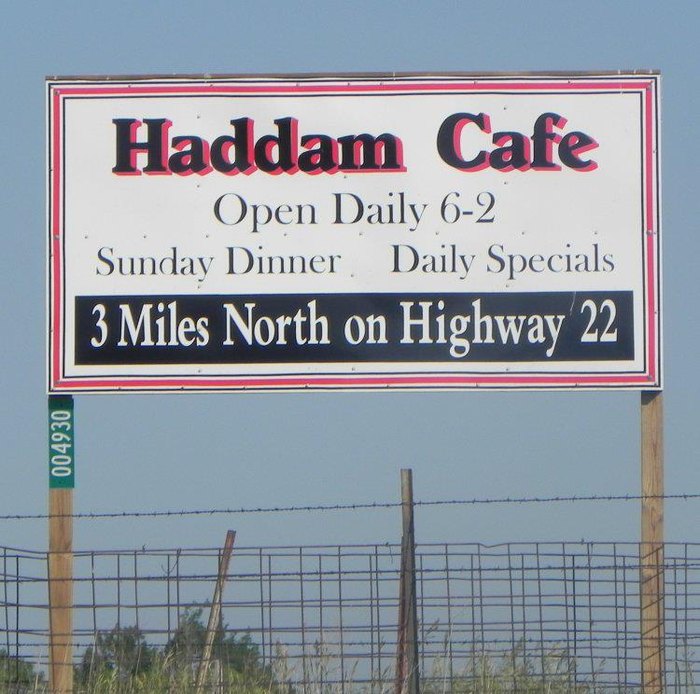 Haddam Cafe
Open Daily 6-2
Sunday Dinner Daily Specials
3 Miles North on Highway 22
004930